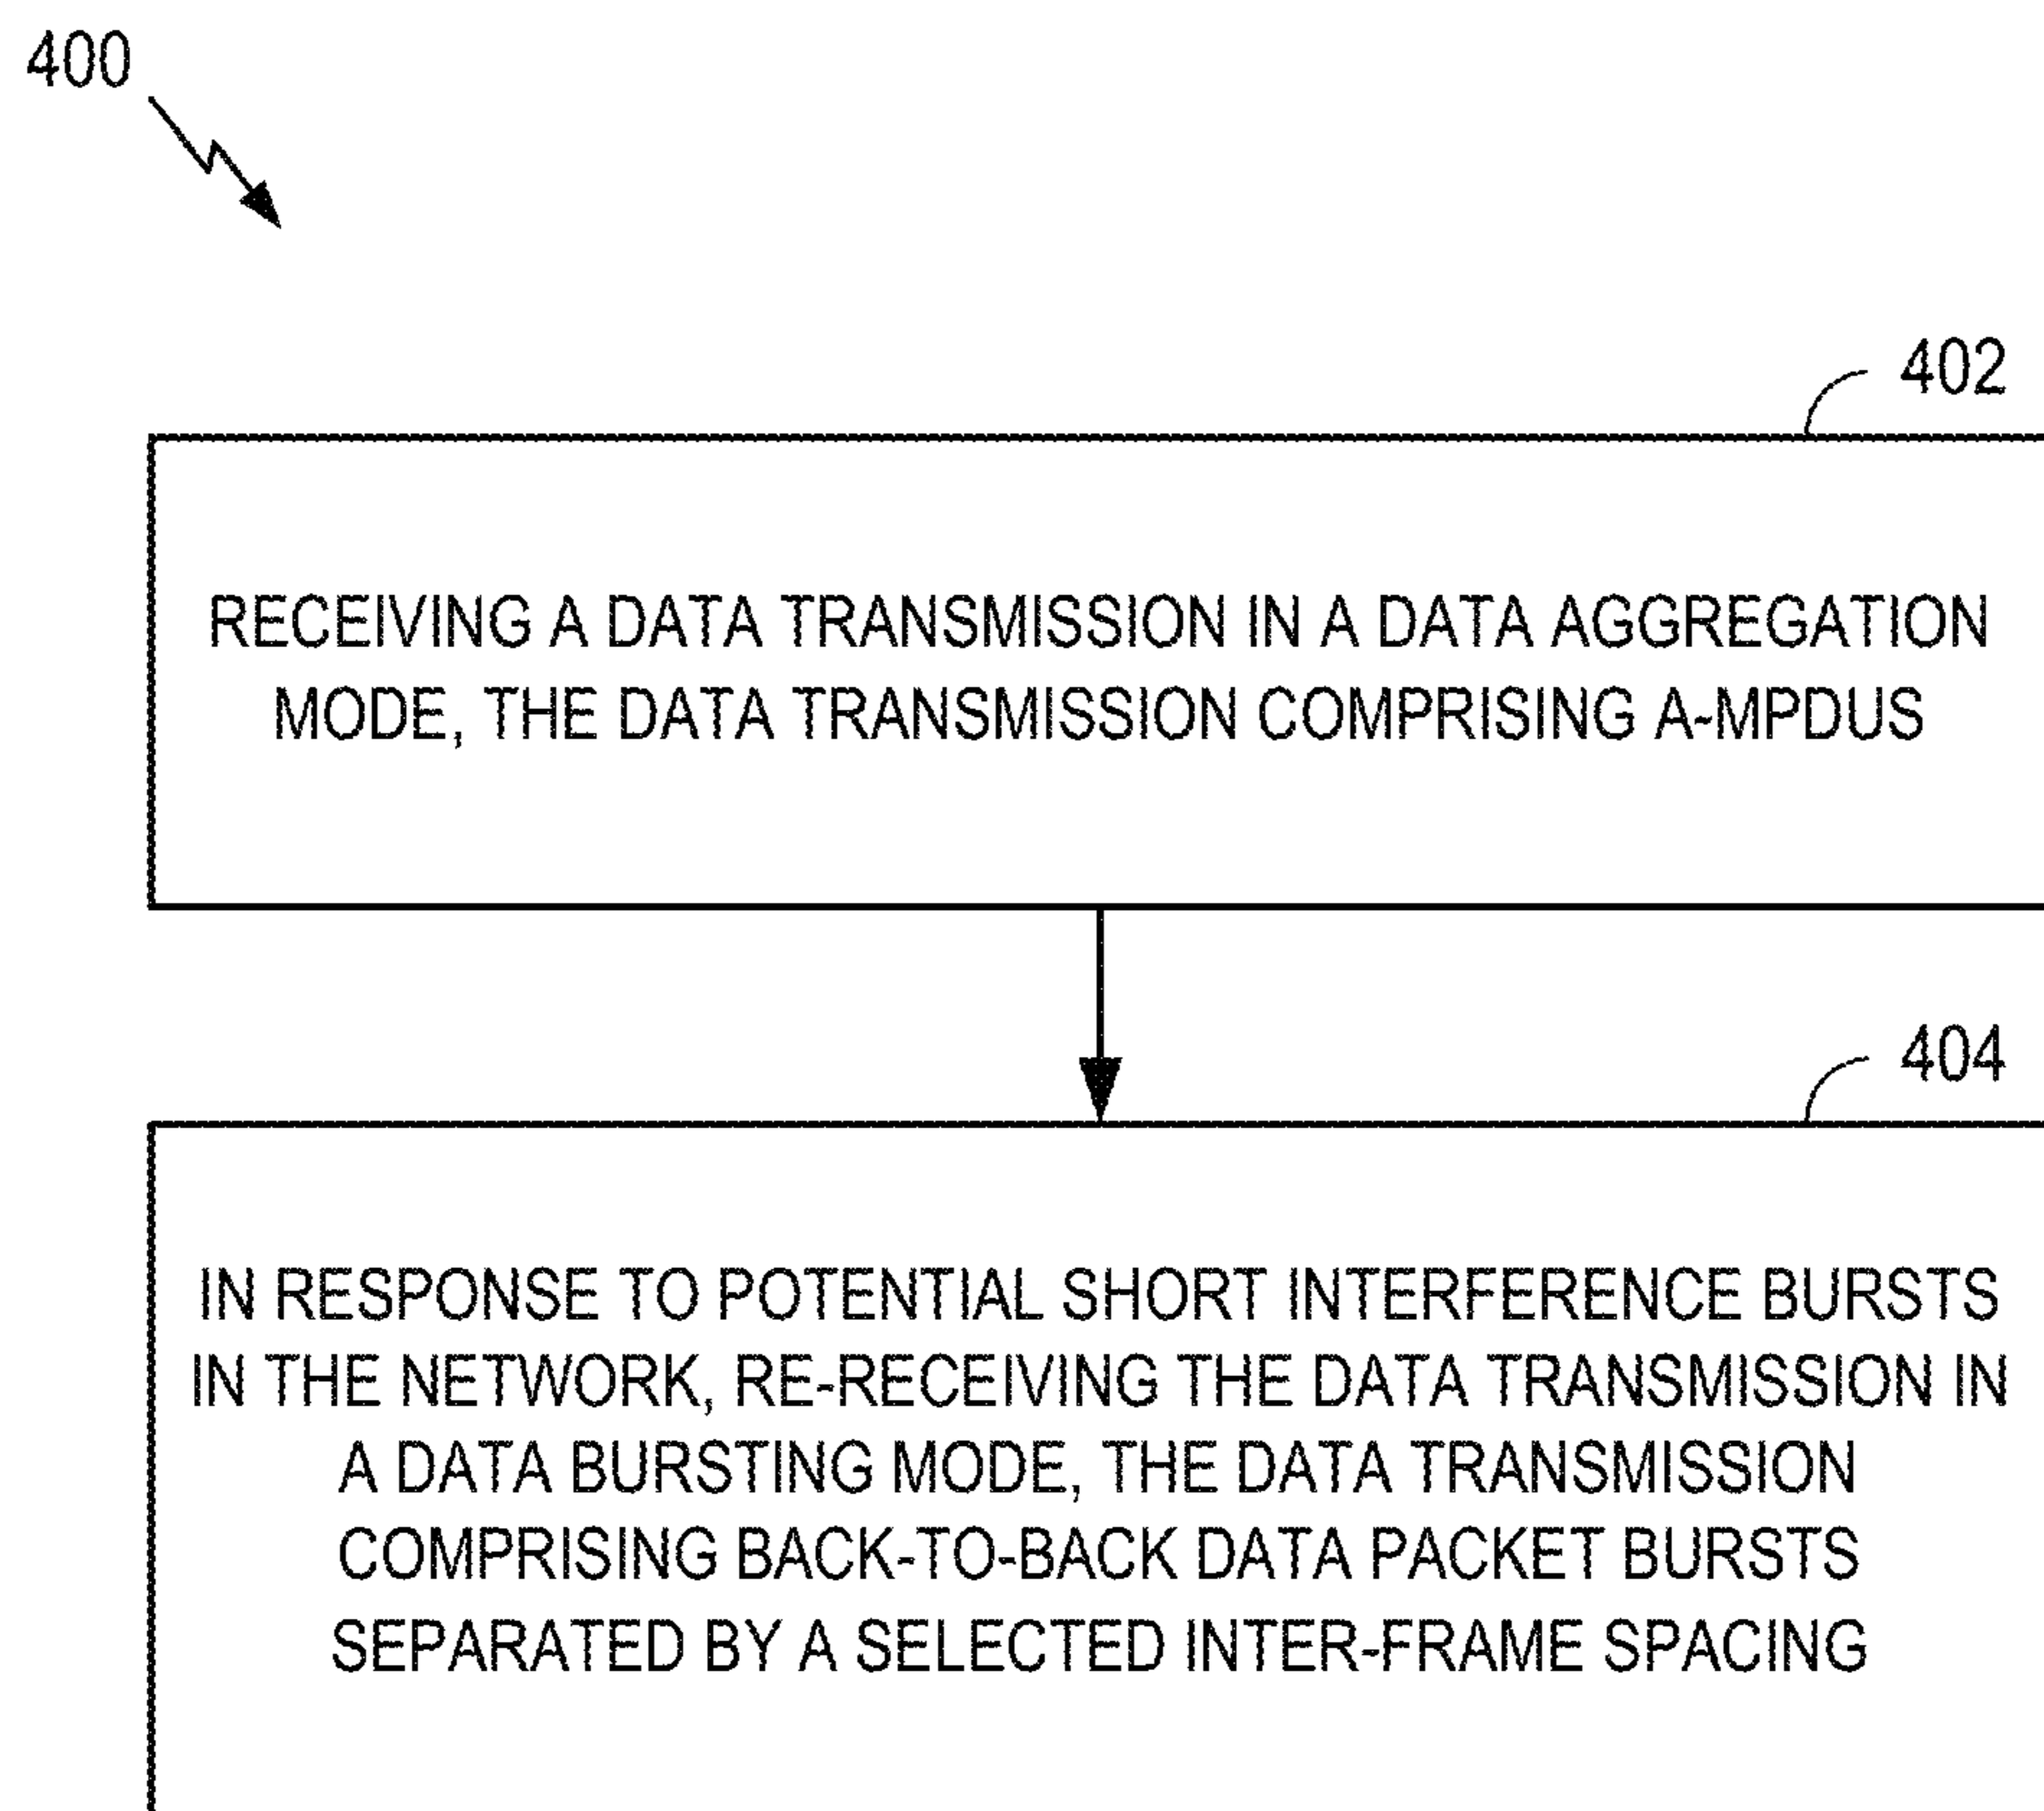 400
402
RECEIVING A DATA TRANSMISSION IN A DATA AGGREGATION
MODE, THE DATA TRANSMISSION COMPRISING A-MPDUS
404
IN RESPONSE TO POTENTIAL SHORT INTERFERENCE BURSTS
IN THE NETWORK, RE-RECEIVING THE DATA TRANSMISSION IN
A DATA BURSTING MODE, THE DATA TRANSMISSION
COMPRISING BACK-TO-BACK DATA PACKET BURSTS
SEPARATED BY A SELECTED INTER-FRAME SPACING